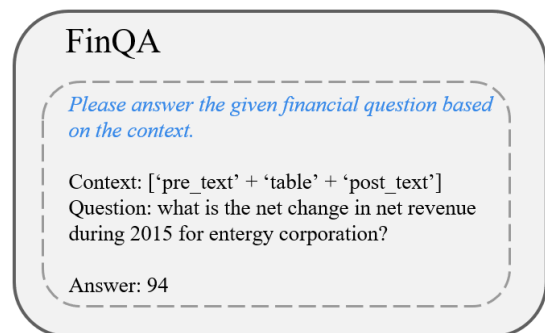 FinQA
Please answer the given financial question based
on the context.
Context: [‘pre_text’ + ‘table’ + ‘post_text’]
Question: what is the net change in net revenue
during 2015 for entergy corporation?
Answer: 94